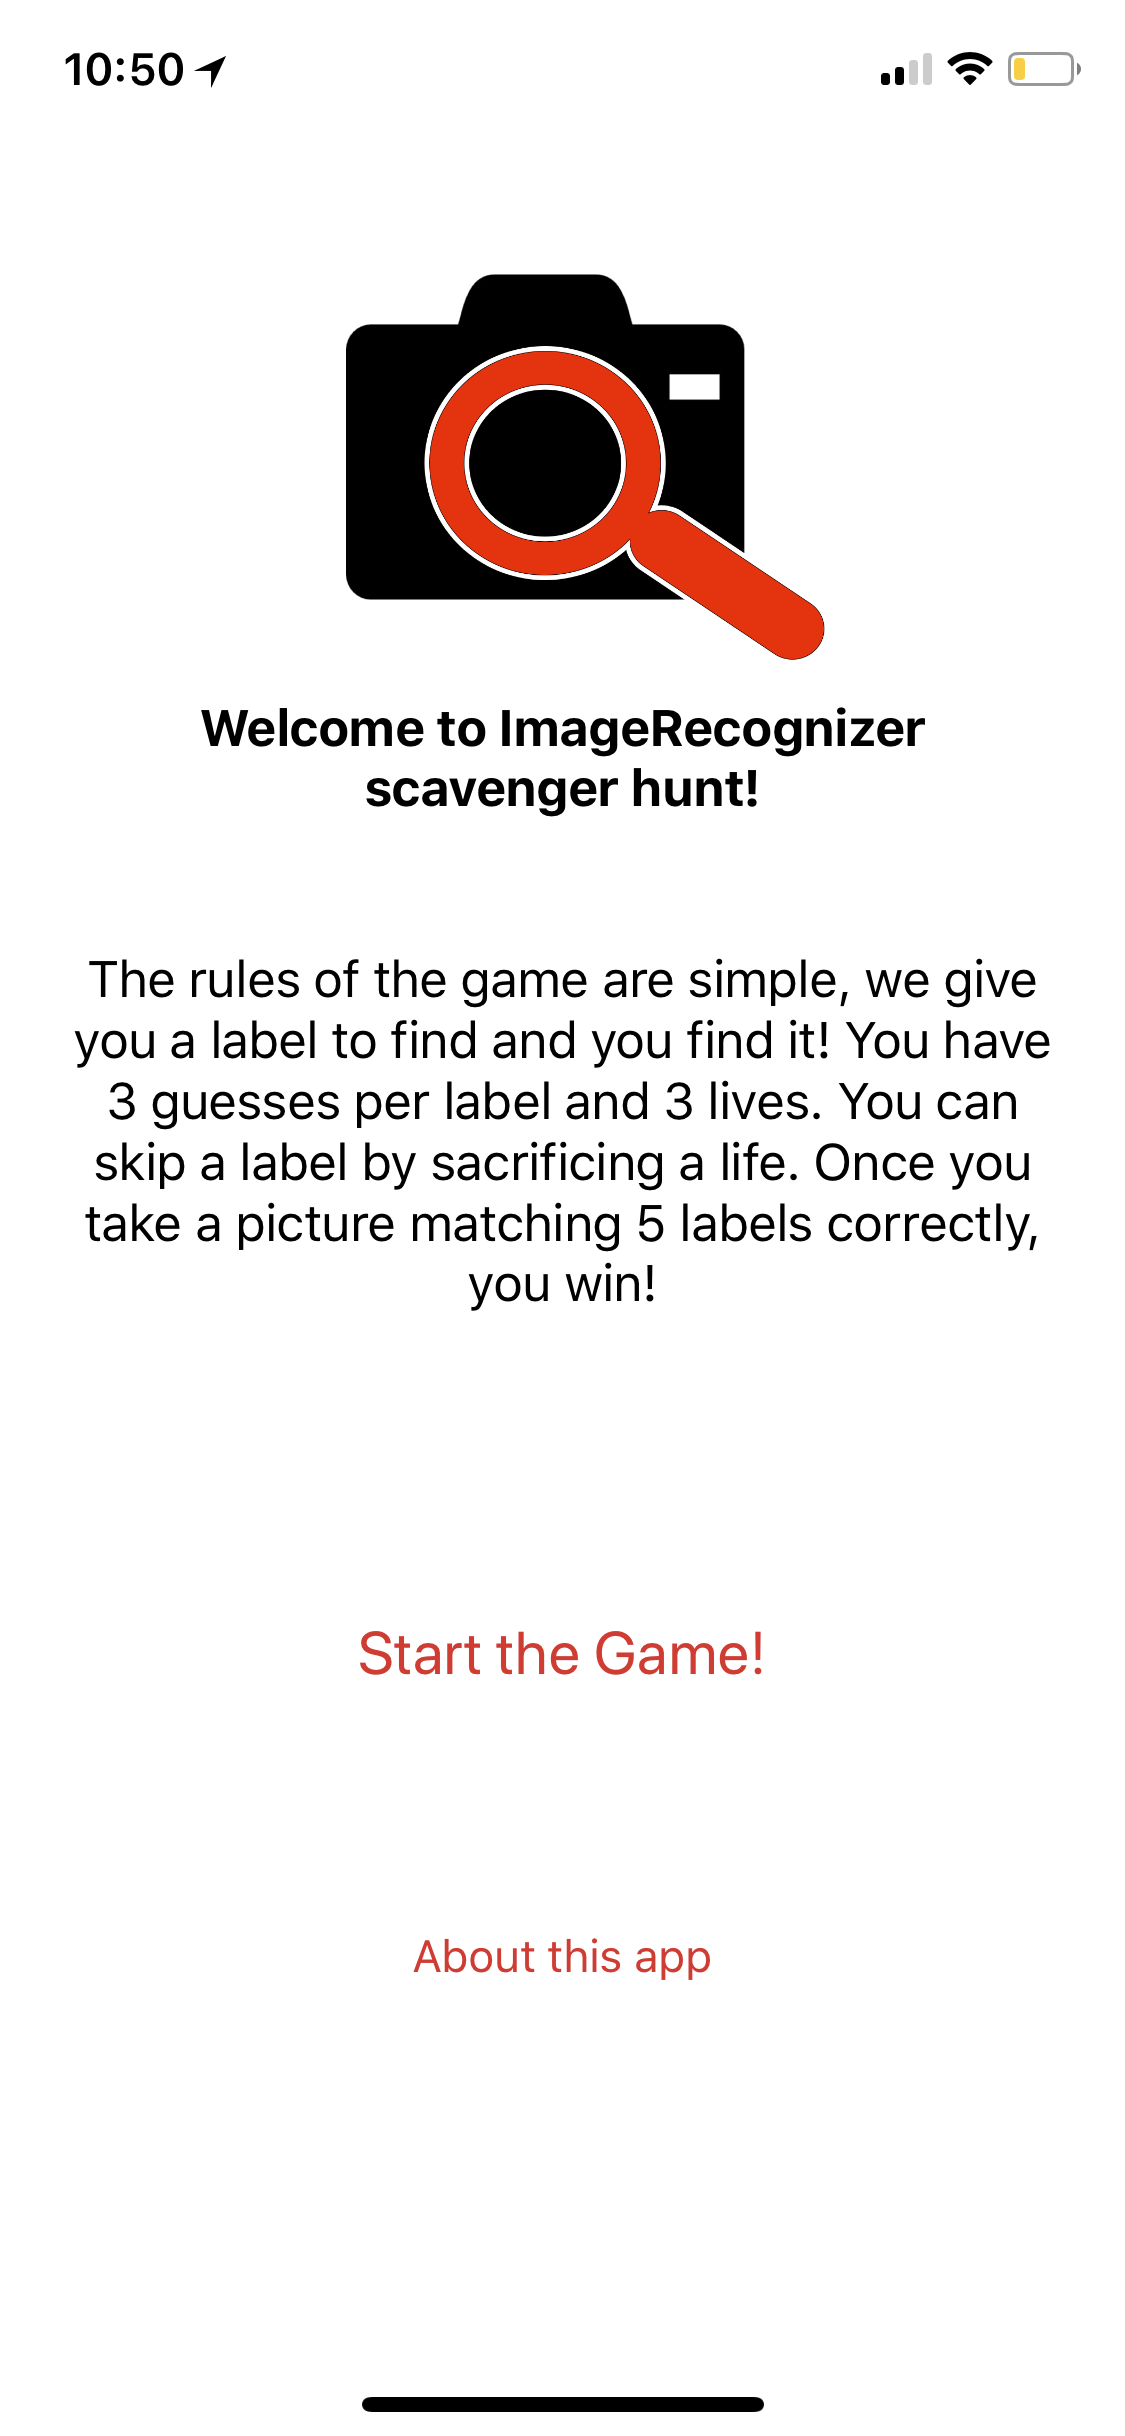 10:50
Welcome to ImageRecognizer
scavenger hunt!
The rules of the game are simple, we give
you a label to find and you find it! You have
3 guesses per label and 3 lives. You can
skip a label by sacrificing a life. Once you
take a picture matching 5 labels correctly,
you win!
Start the Game!
About this app